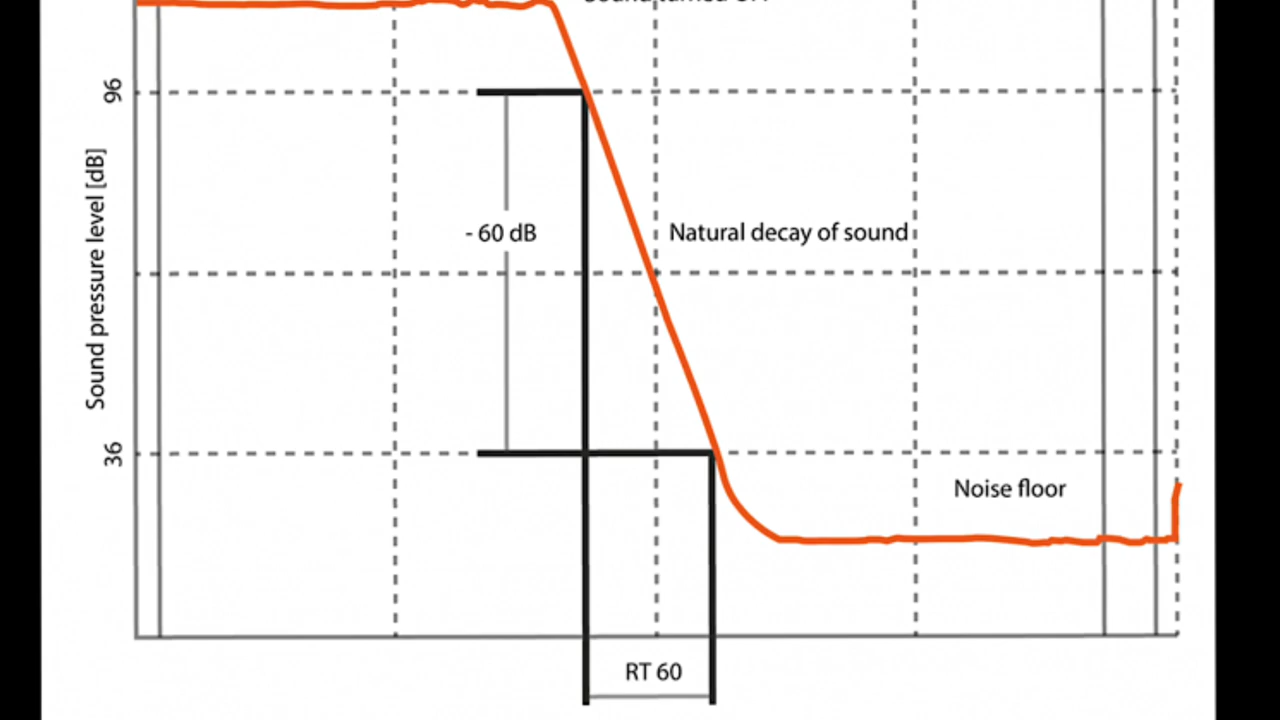 96
Sound pressure level [dB]
- 60 dB
Natural decay of sound
36
Noise floor
RT 60